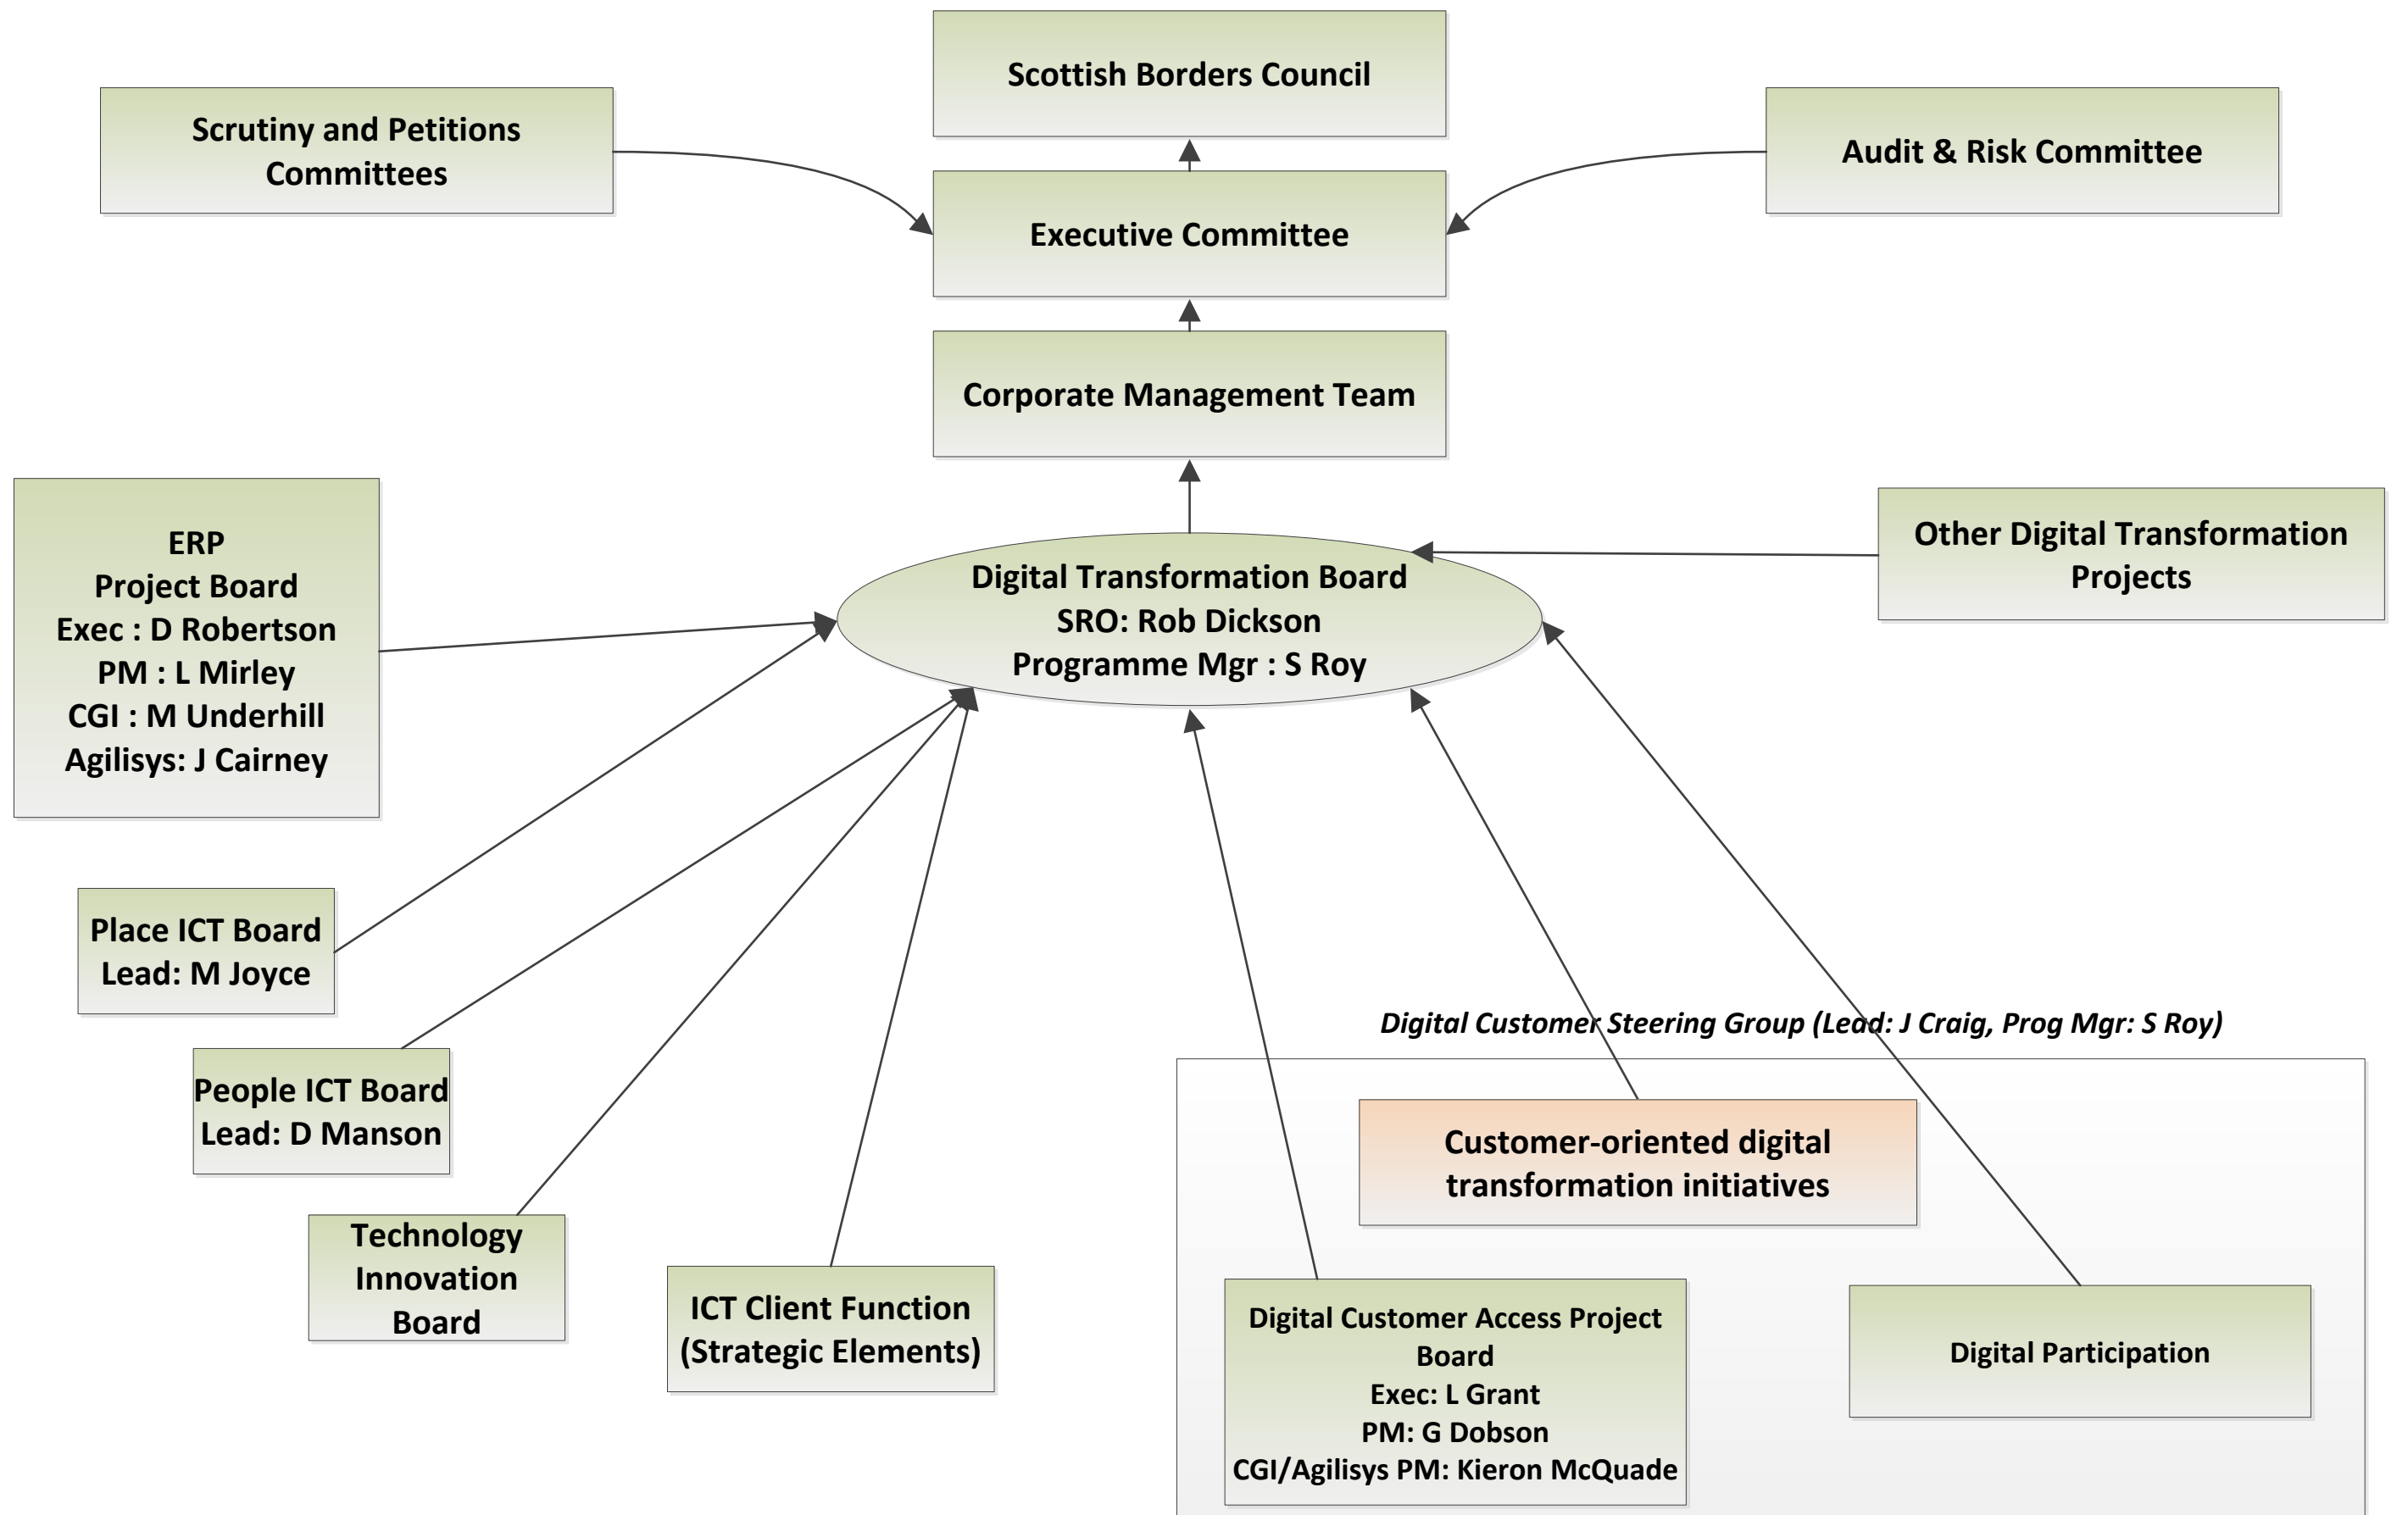 Scottish Borders Council
Scrutiny and Petitions
Committees
Audit & Risk Committee
Executive Committee
Corporate Management Team
ERP
Project Board
Exec : D Robertson
PM : L Mirley
CGI : M Underhill
Agilisys: J Cairney
Digital Transformation Board
SRO: Rob Dickson
Programme Mgr : S Roy
Other Digital Transformation
Projects
Place ICT Board
Lead: M Joyce
People ICT Board
Lead: D Manson
Technology
Innovation
Board
ICT Client Function
(Strategic Elements)
Digital Customer Steering Group (Lead: J Craig, Prog Mgr: S Roy)
Customer-oriented digital
transformation initiatives
Digital Customer Access Project
Board
Exec: L Grant
PM: G Dobson
CGI/Agilisys PM: Kieron McQuade
Digital Participation